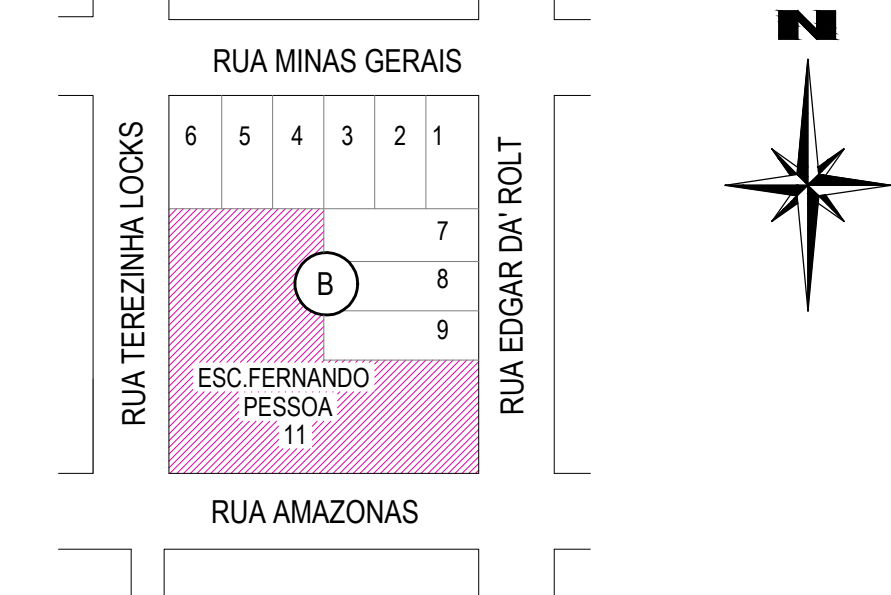 N
RUA MINAS GERAIS
6 5 4 3 2 1
RUA TEREZINHA LOCKS
RUA EDGAR DA' ROLT
7
B
8
9
ESC.FERNANDO
PESSOA
11
RUA AMAZONAS